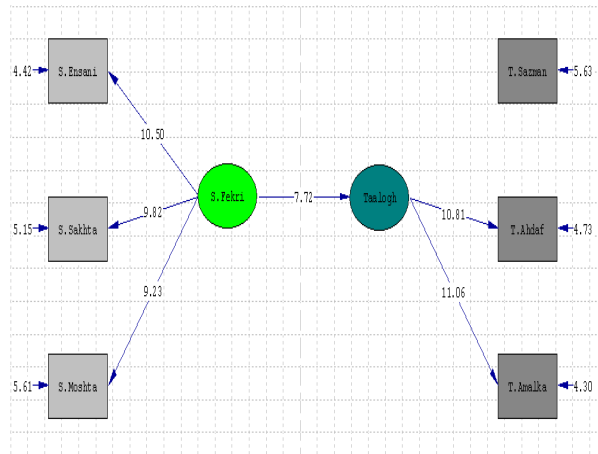 4.42
S.Ensani
T.Sazman
5.63
10.50
S.Fekri
7.72
Taalogh
9.82
10.81
5.15
S.Sakhta
T.Ahdaf
4.73
9.23
11.06
5.61
S.Moshta
T.Amalka
4.30